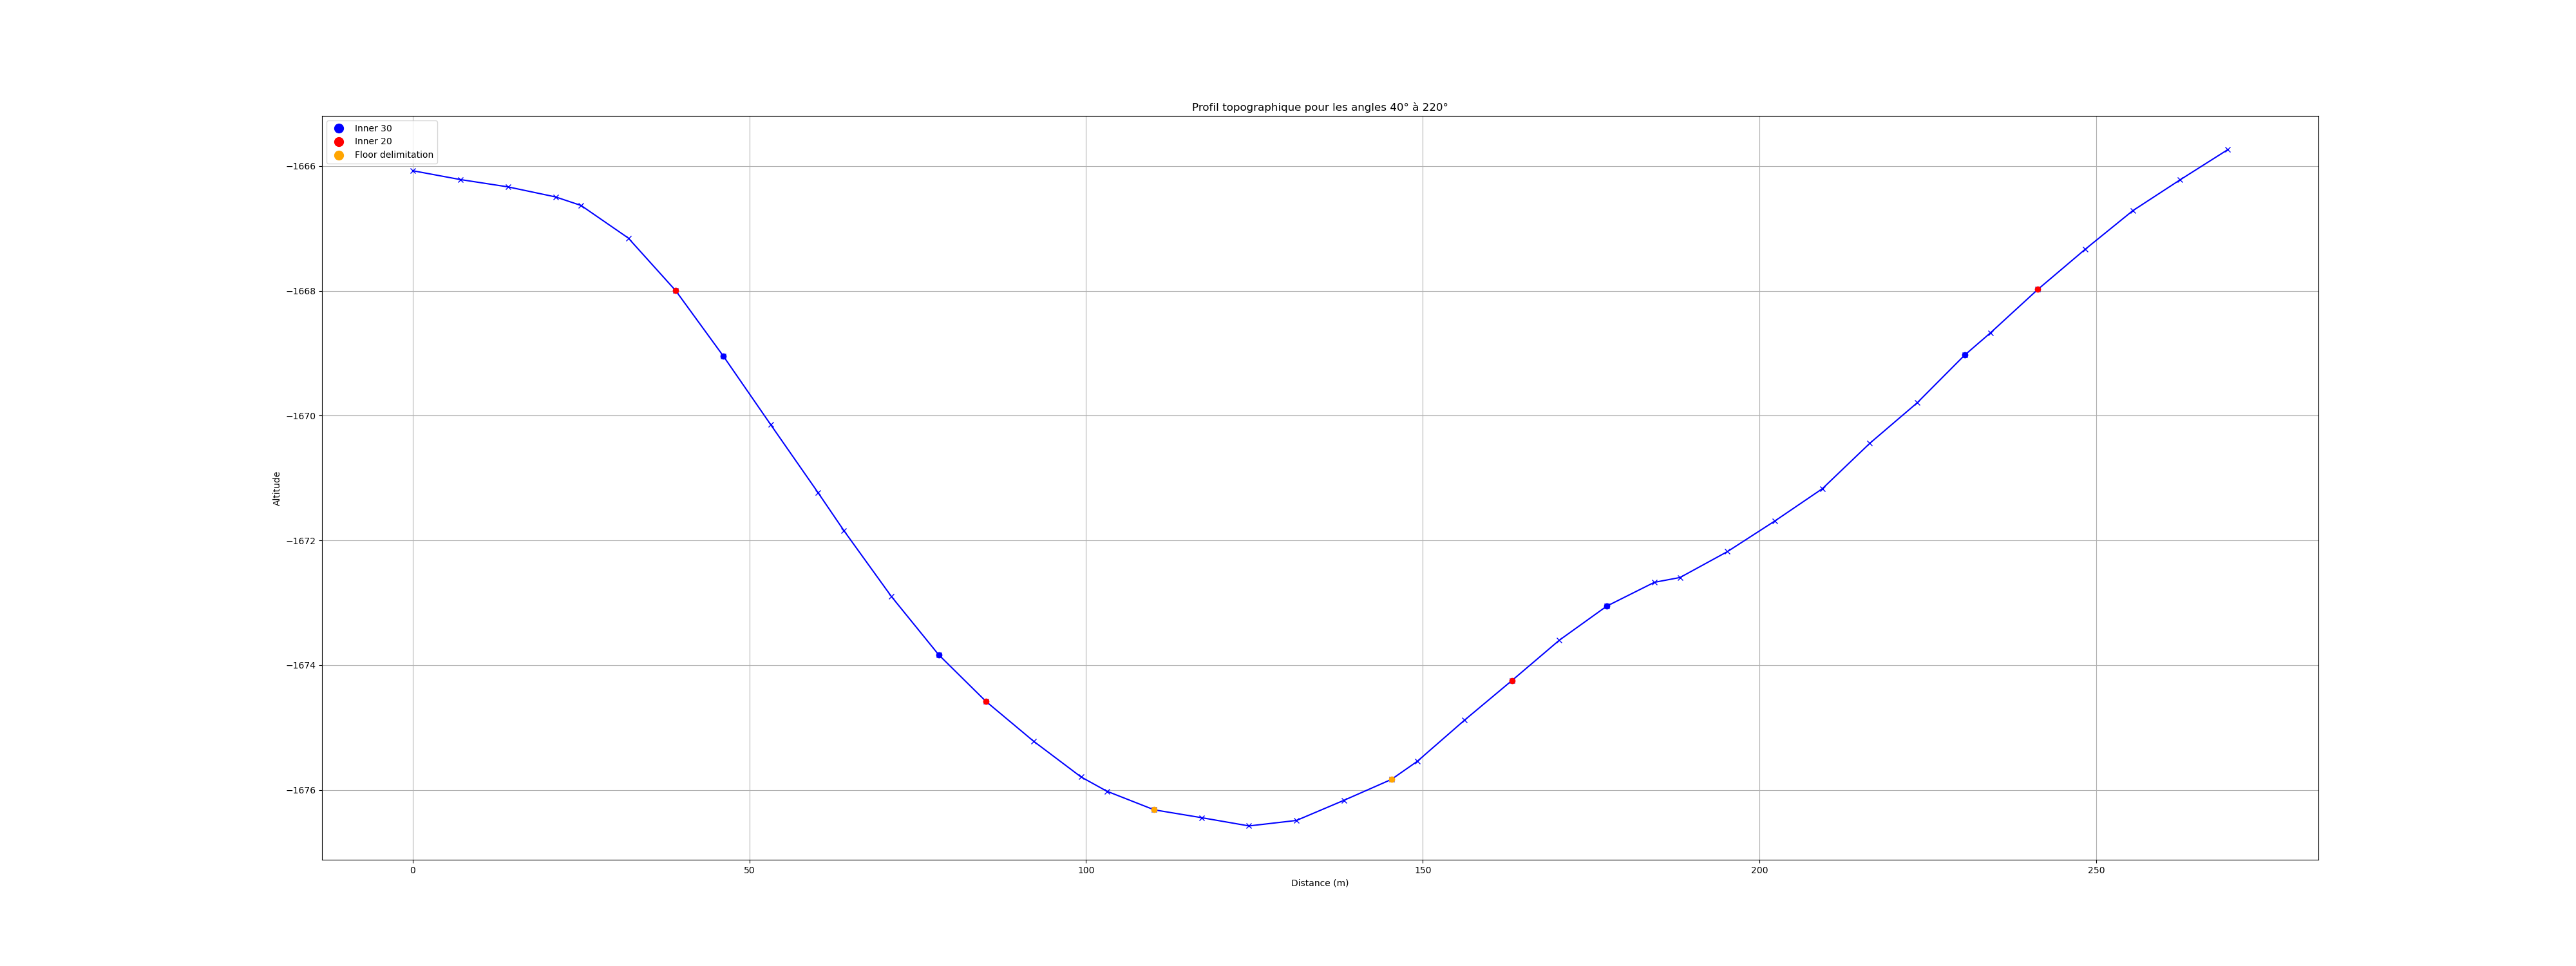 Profil topographique pour les angles 40° à 220°
Inner 30
Inner 20
Floor delimitation
−1666
−1668
−1670
−1672
−1674
−1676
Altitude
0 50 100 150 200 250
Distance (m)